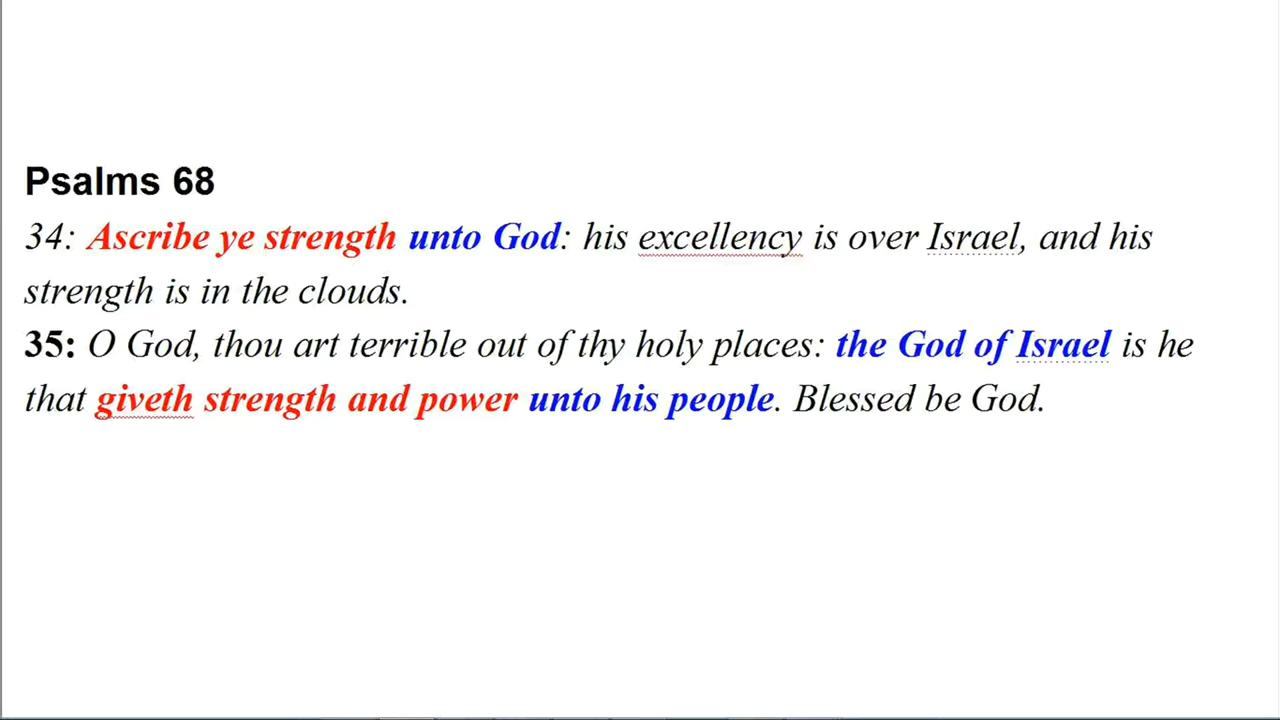 Psalms 68
34: Ascribe ye strength unto God: his excellency is over Israel, and his
strength is in the clouds.
35: O God, thou art terrible out of thy holy places: the God of Israel is he
that giveth strength and power unto his people. Blessed be God.